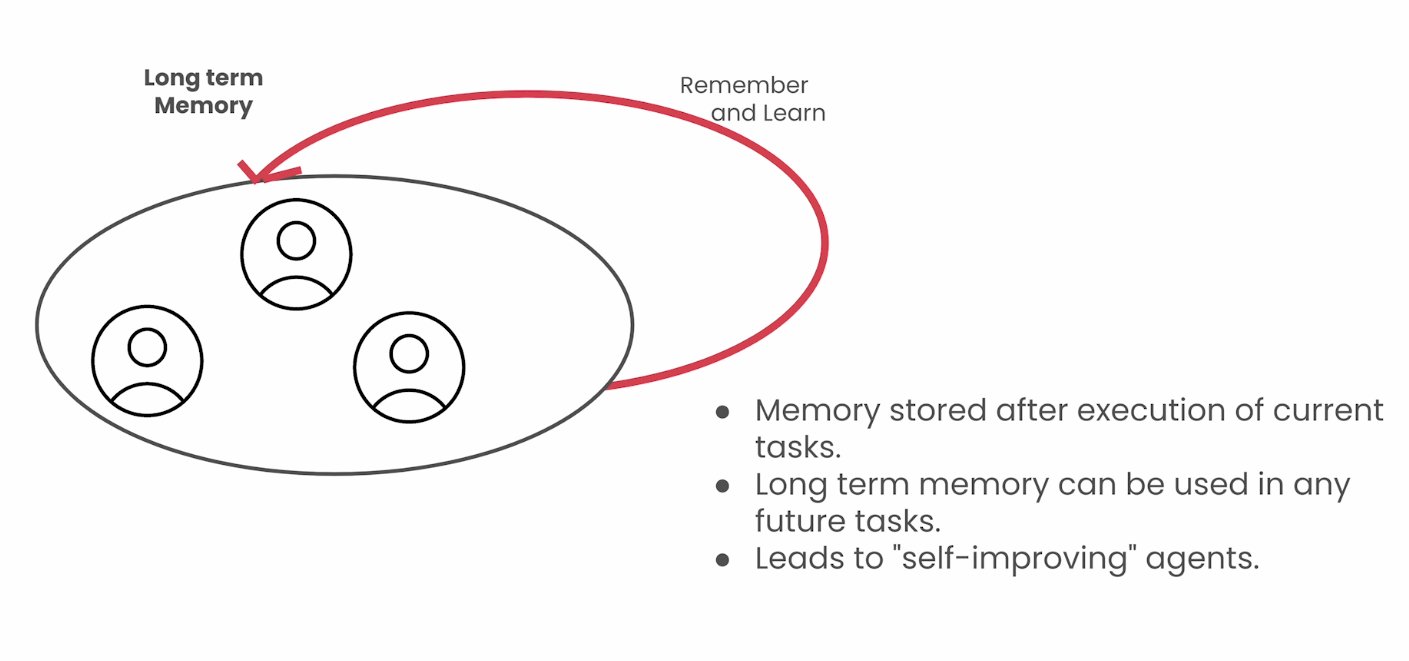 Long term
Memory
Remember
and Learn
● Memory stored after execution of current
tasks.
● Long term memory can be used in any
future tasks.
● Leads to "self-improving" agents.